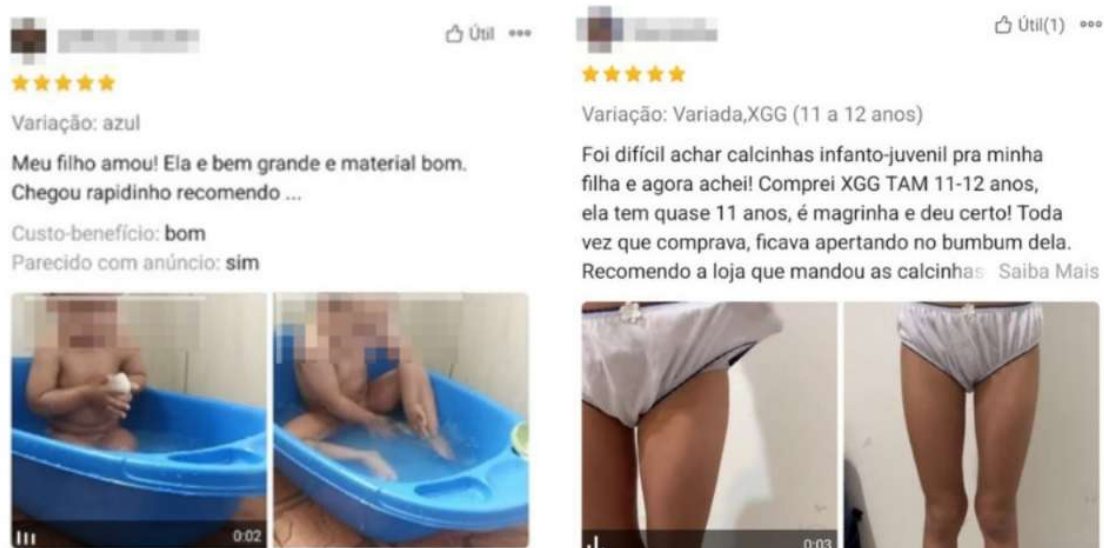 Útil
Variação: azul
Meu filho amou! Ela e bem grande e material bom.
Chegou rapidinho recomendo ...
Custo-benefício: bom
Parecido com anúncio: sim
0:02
Útil(1)
Variação: Variada,XGG (11 a 12 anos)
Foi difícil achar calcinhas infanto-juvenil pra minha
filha e agora achei! Comprei XGG TAM 11-12 anos,
ela tem quase 11 anos, é magrinha e deu certo! Toda
vez que comprava, ficava apertando no bumbum dela.
Recomendo a loja que mandou as calcinhas Saiba Mais
0:03